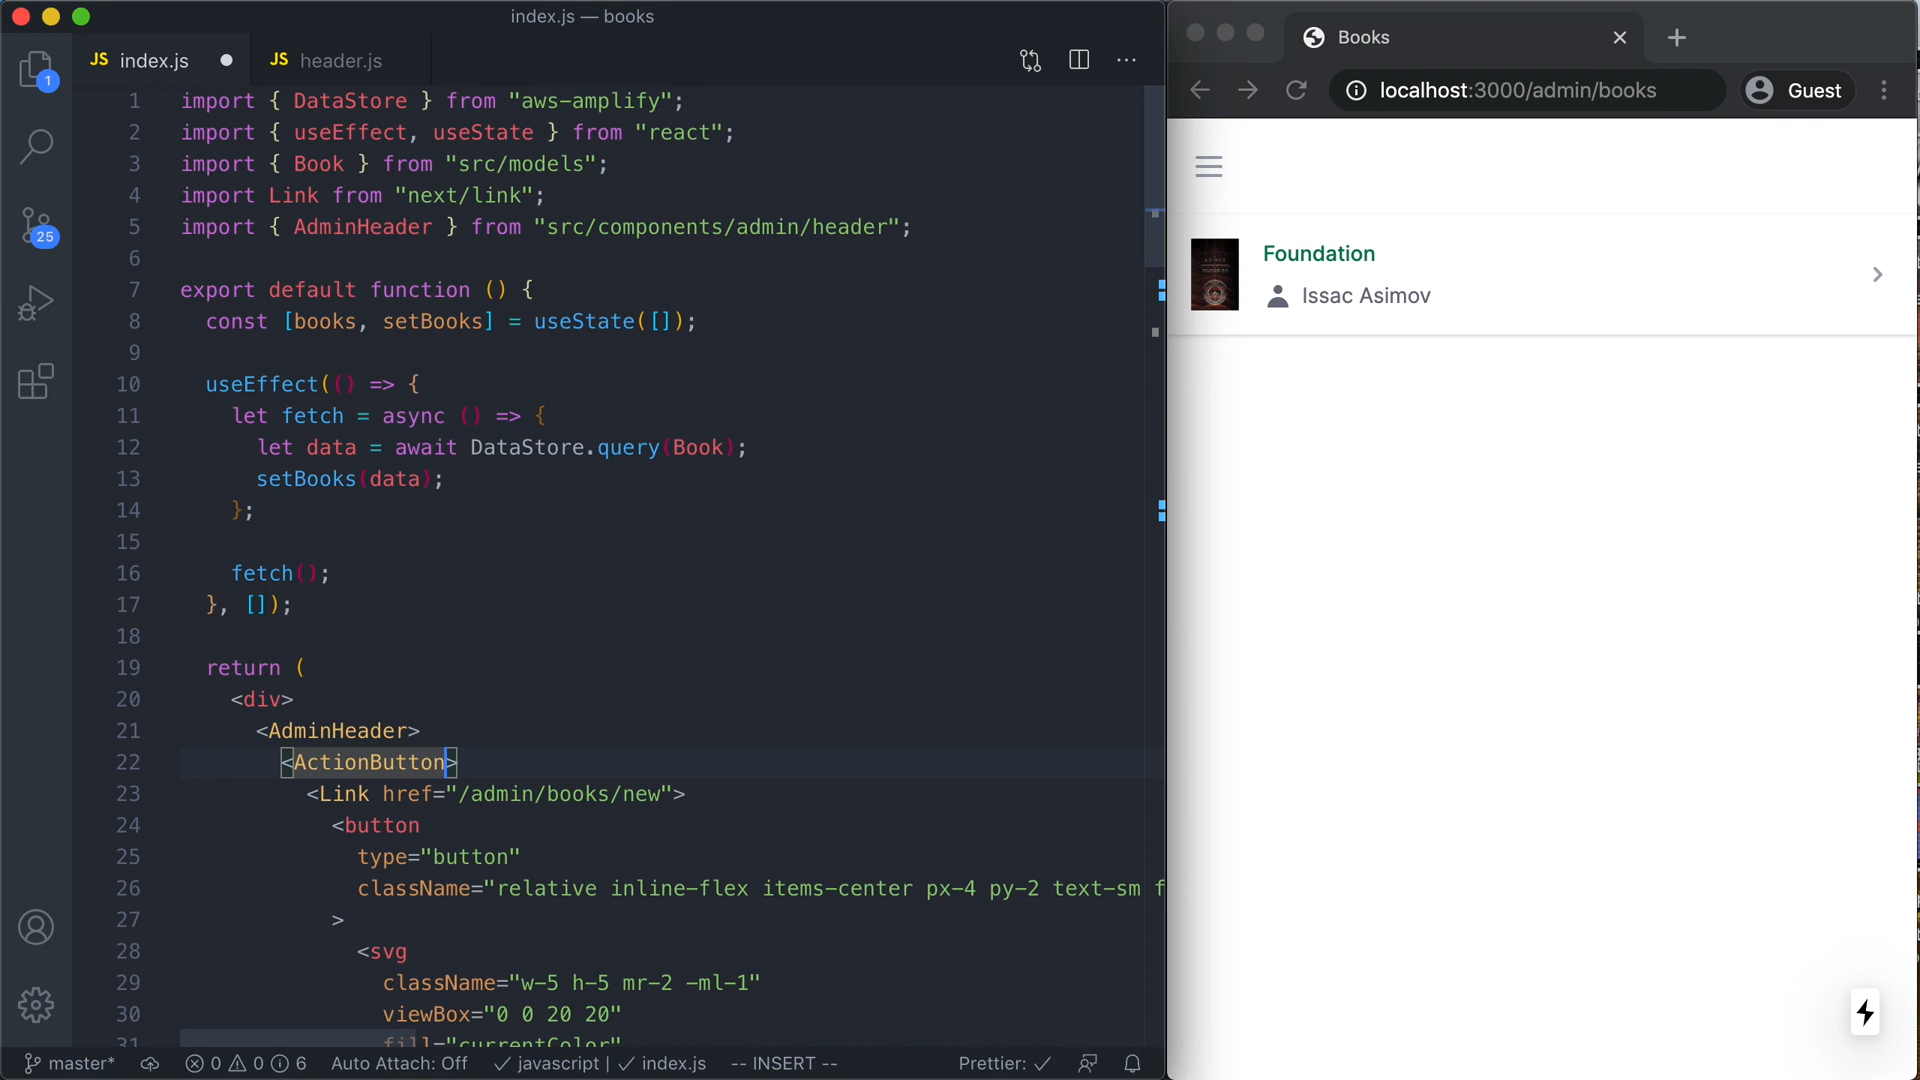 index.js — books
JS index.js
JS header.js
1
25
1 import { DataStore } from "aws-amplify";
2 import { useEffect, useState } from "react";
3 import { Book } from "src/models";
4 import Link from "next/link";
5 import { AdminHeader } from "src/components/admin/header";
6
7 export default function () {
8 const [books, setBooks] = useState([]);
9
10 useEffect(() => {
11 let fetch = async () => {
12 let data = await DataStore.query(Book);
13 setBooks(data);
14 };
15
16 fetch();
17 }, []);
18
19 return (
20 <div>
21 <AdminHeader>
22 <ActionButton>
23 <Link href="/admin/books/new">
24 <button
25 type="button"
26 className="relative inline-flex items-center px-4 py-2 text-sm f
27 >
28 <svg
29 className="w-5 h-5 mr-2 -ml-1"
30 viewBox="0 0 20 20"
31 fill="currentColor"
master* 0 0 6 Auto Attach: Off ✓ javascript | ✓ index.js -- INSERT -- Prettier: ✓
Books
localhost:3000/admin/books
Guest
Foundation
Issac Asimov